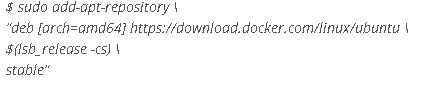 $ sudo add-apt-repository \
"deb [arch=amd64] https://download.docker.com/linux/ubuntu \
$(lsb_release -cs) \
stable"